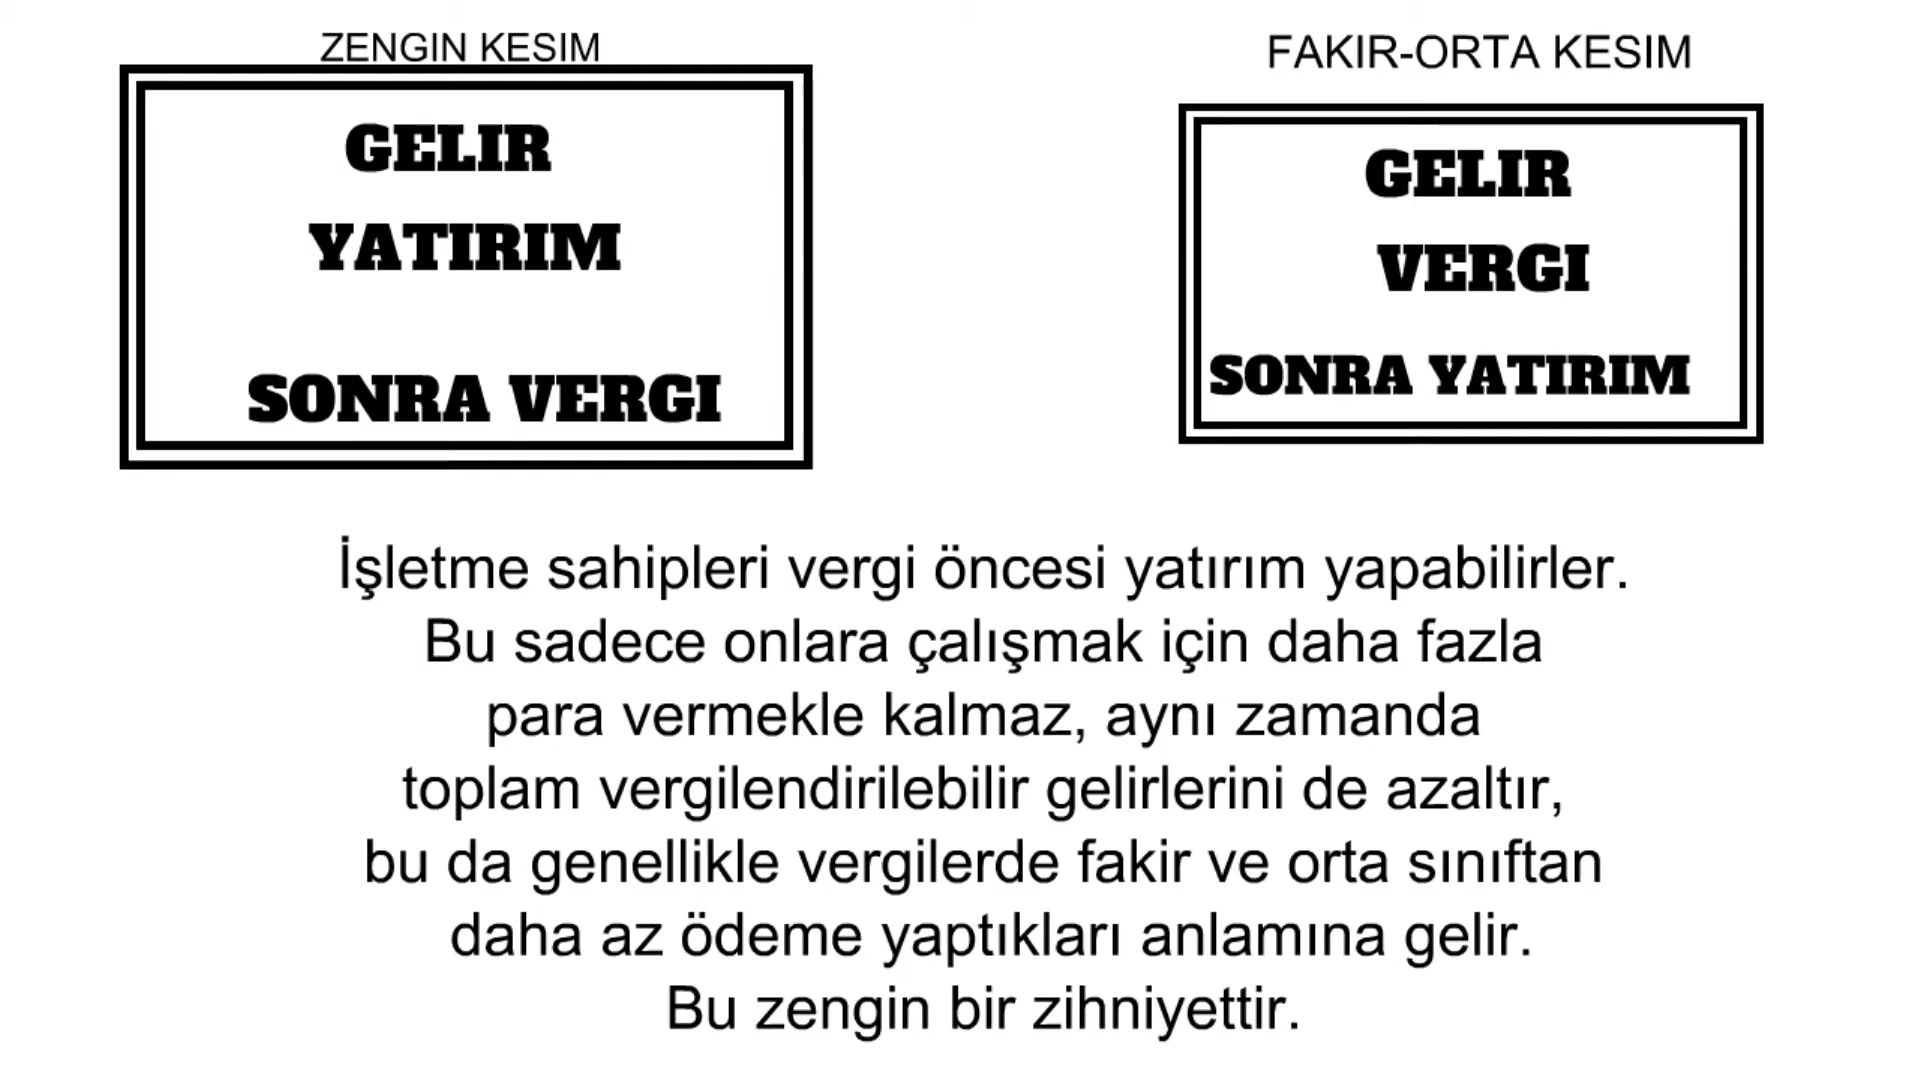 ZENGIN KESIM
GELIR
YATIRIM
SONRA VERGI
FAKIR-ORTA KESIM
GELIR
VERGI
SONRA YATIRIM
İşletme sahipleri vergi öncesi yatırım yapabilirler.
Bu sadece onlara çalışmak için daha fazla
para vermekle kalmaz, aynı zamanda
toplam vergilendirilebilir gelirlerini de azaltır,
bu da genellikle vergilerde fakir ve orta sınıftan
daha az ödeme yaptıkları anlamına gelir.
Bu zengin bir zihniyettir.